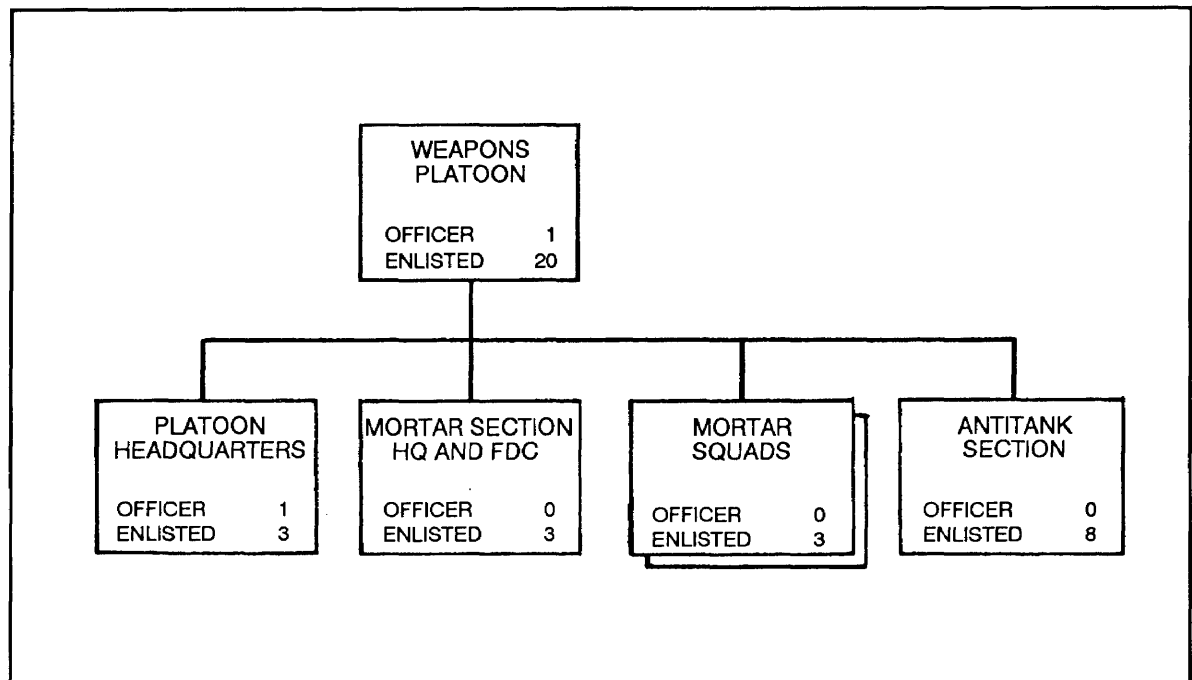 WEAPONS
PLATOON
OFFICER 1
ENLISTED 20
PLATOON
HEADQUARTERS
OFFICER 1
ENLISTED 3
MORTAR SECTION
HQ AND FDC
OFFICER 0
ENLISTED 3
MORTAR
SQUADS
OFFICER 0
ENLISTED 3
ANTITANK
SECTION
OFFICER 0
ENLISTED 8